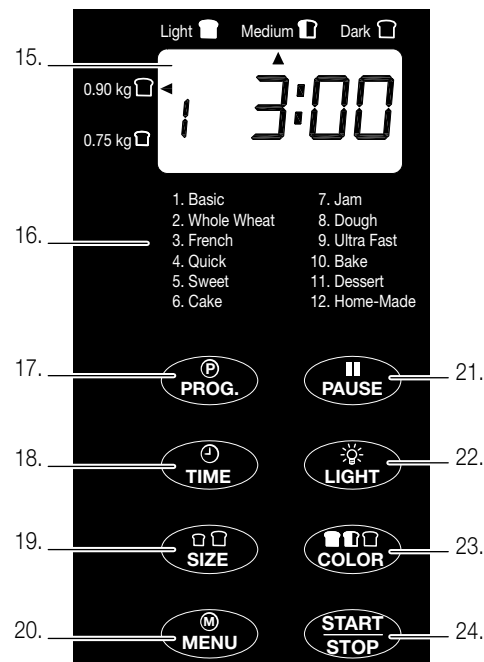 Light Medium Dark
15.
0.90 kg
1 3:00
0.75 kg
16.
1. Basic
2. Whole Wheat
3. French
4. Quick
5. Sweet
6. Cake
7. Jam
8. Dough
9. Ultra Fast
10. Bake
11. Dessert
12. Home-Made
17.
P
PROG.
PAUSE
21.
18.
TIME
LIGHT
22.
19.
SIZE
COLOR
23.
20.
M
MENU
START
STOP
24.